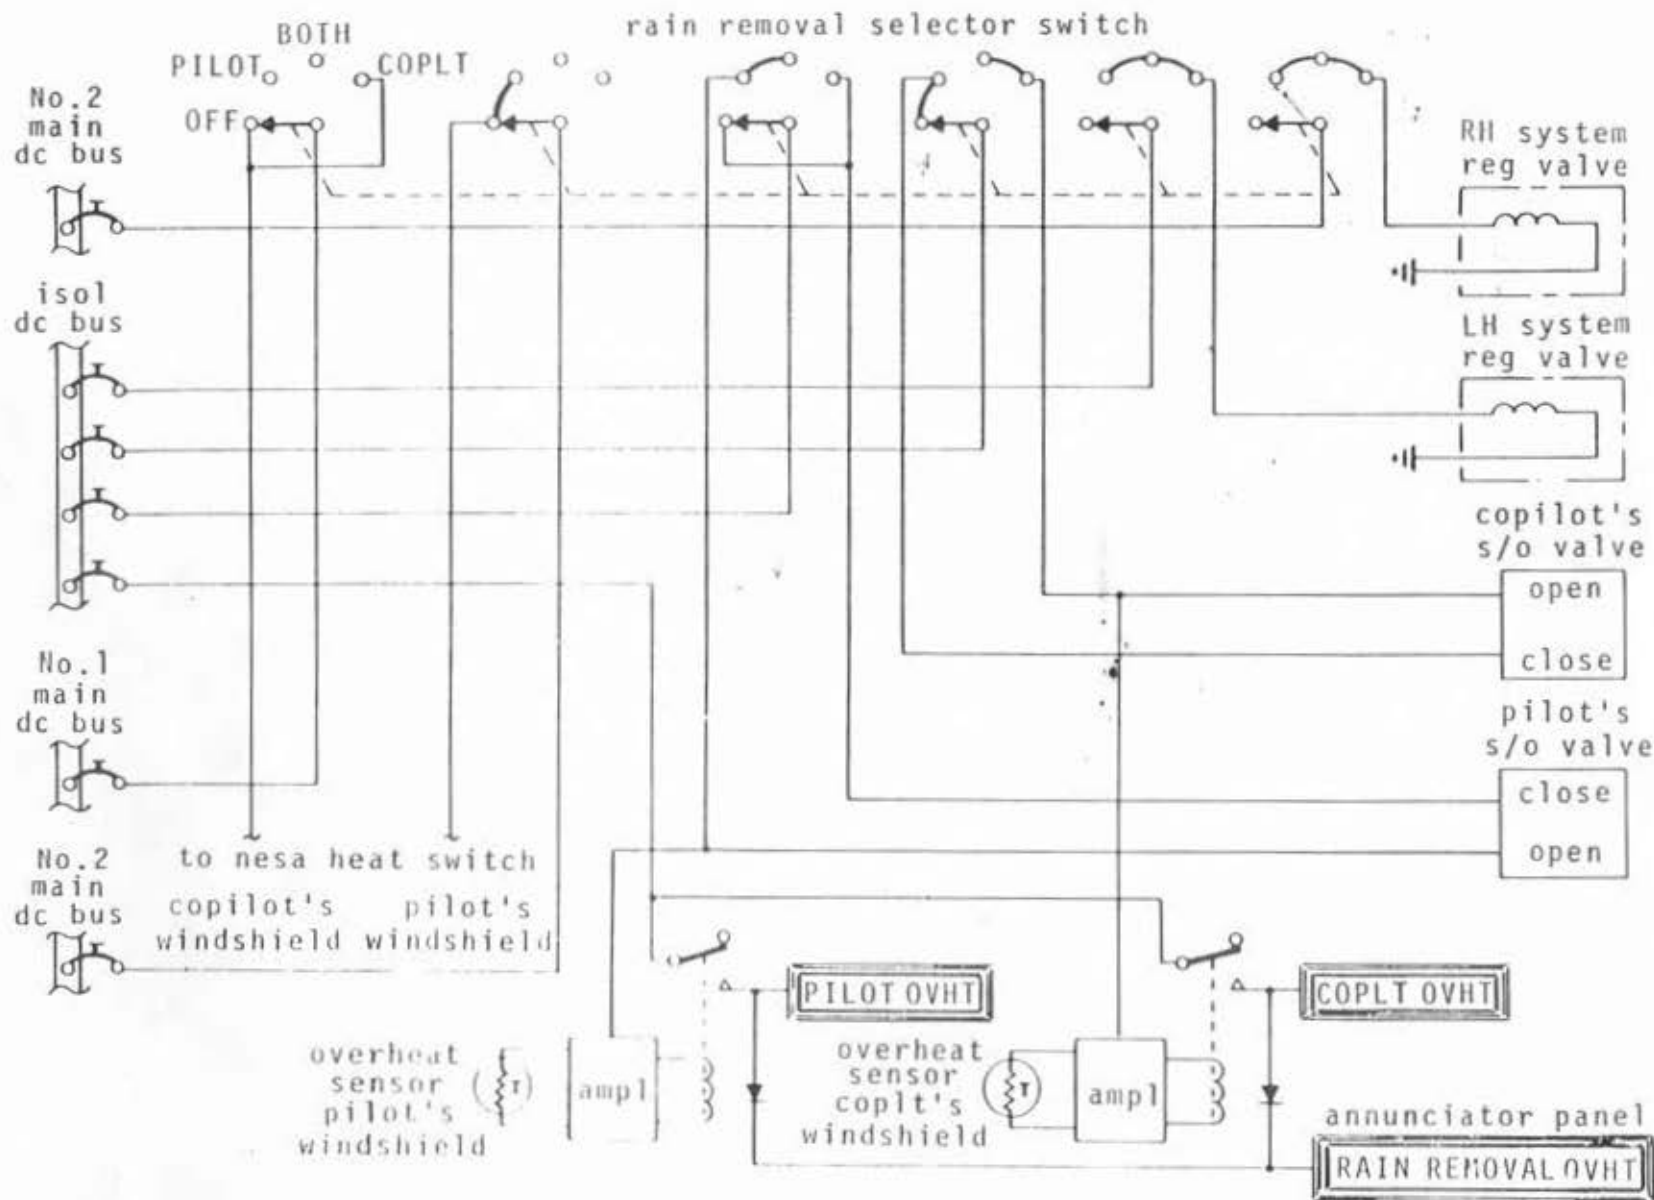 rain removal selector switch
BOTH
PILOT
COPLT
OFF
No.2
main
dc bus
isol
dc bus
No.1
main
dc bus
No.2
main
dc bus
to nesa heat switch
copilot's
windshield
pilot's
windshield
RH system
reg valve
LH system
reg valve
copilot's
s/o valve
open
close
pilot's
s/o valve
close
open
PILOT OVHT
COPLT OVHT
overheat
sensor
pilot's
windshield
T
ampl
overheat
sensor
coplt's
windshield
T
ampl
annunciator panel
RAIN REMOVAL OVHT